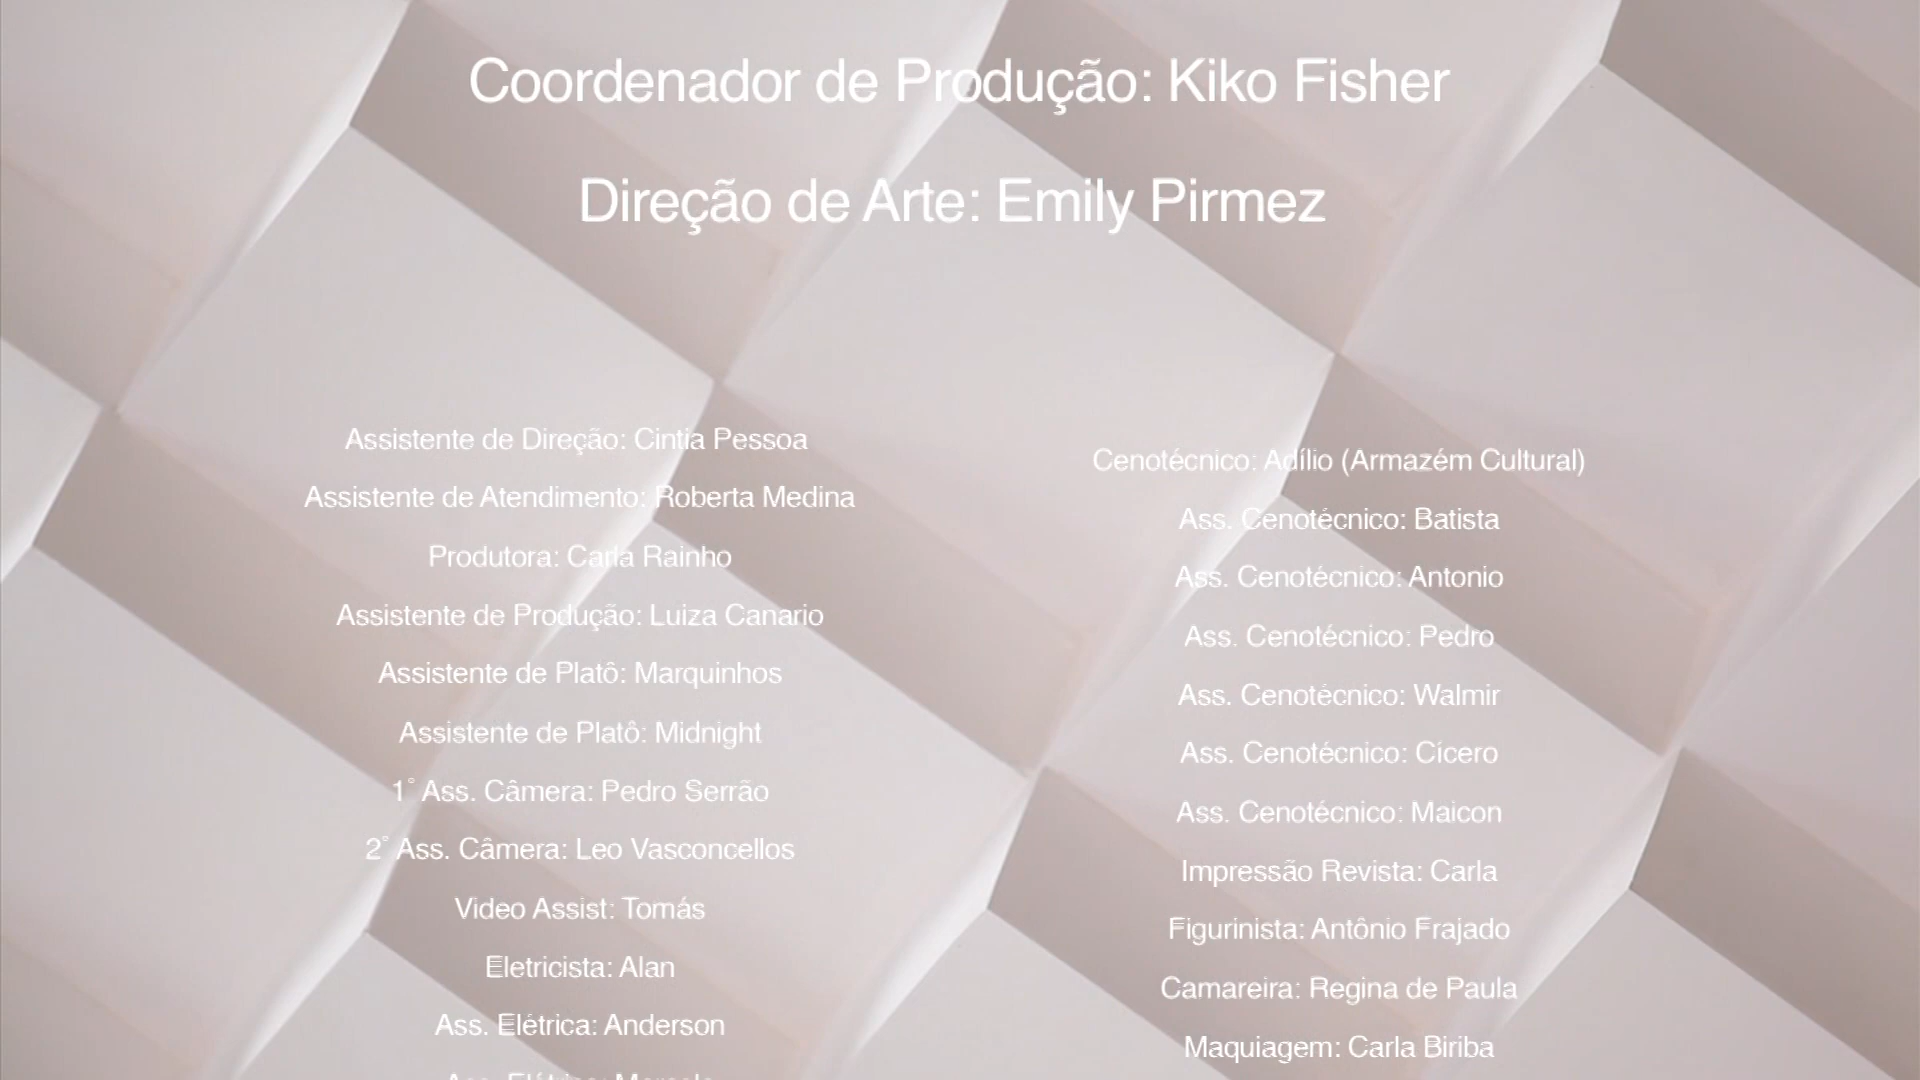 Coordenador de Produção: Kiko Fisher
Direção de Arte: Emily Pirmez
Assistente de Direção: Cintia Pessoa
Assistente de Atendimento: Roberta Medina
Produtora: Carla Rainho
Assistente de Produção: Luiza Canario
Assistente de Platô: Marquinhos
Assistente de Platô: Midnight
1° Ass. Câmera: Pedro Serrão
2° Ass. Câmera: Leo Vasconcellos
Video Assist: Tomás
Eletricista: Alan
Ass. Elétrica: Anderson
Cenotécnico: Adílio (Armazém Cultural)
Ass. Cenotécnico: Batista
Ass. Cenotécnico: Antonio
Ass. Cenotécnico: Pedro
Ass. Cenotécnico: Walmir
Ass. Cenotécnico: Cícero
Ass. Cenotécnico: Maicon
Impressão Revista: Carla
Figurinista: Antônio Frajado
Camareira: Regina de Paula
Maquiagem: Carla Biriba